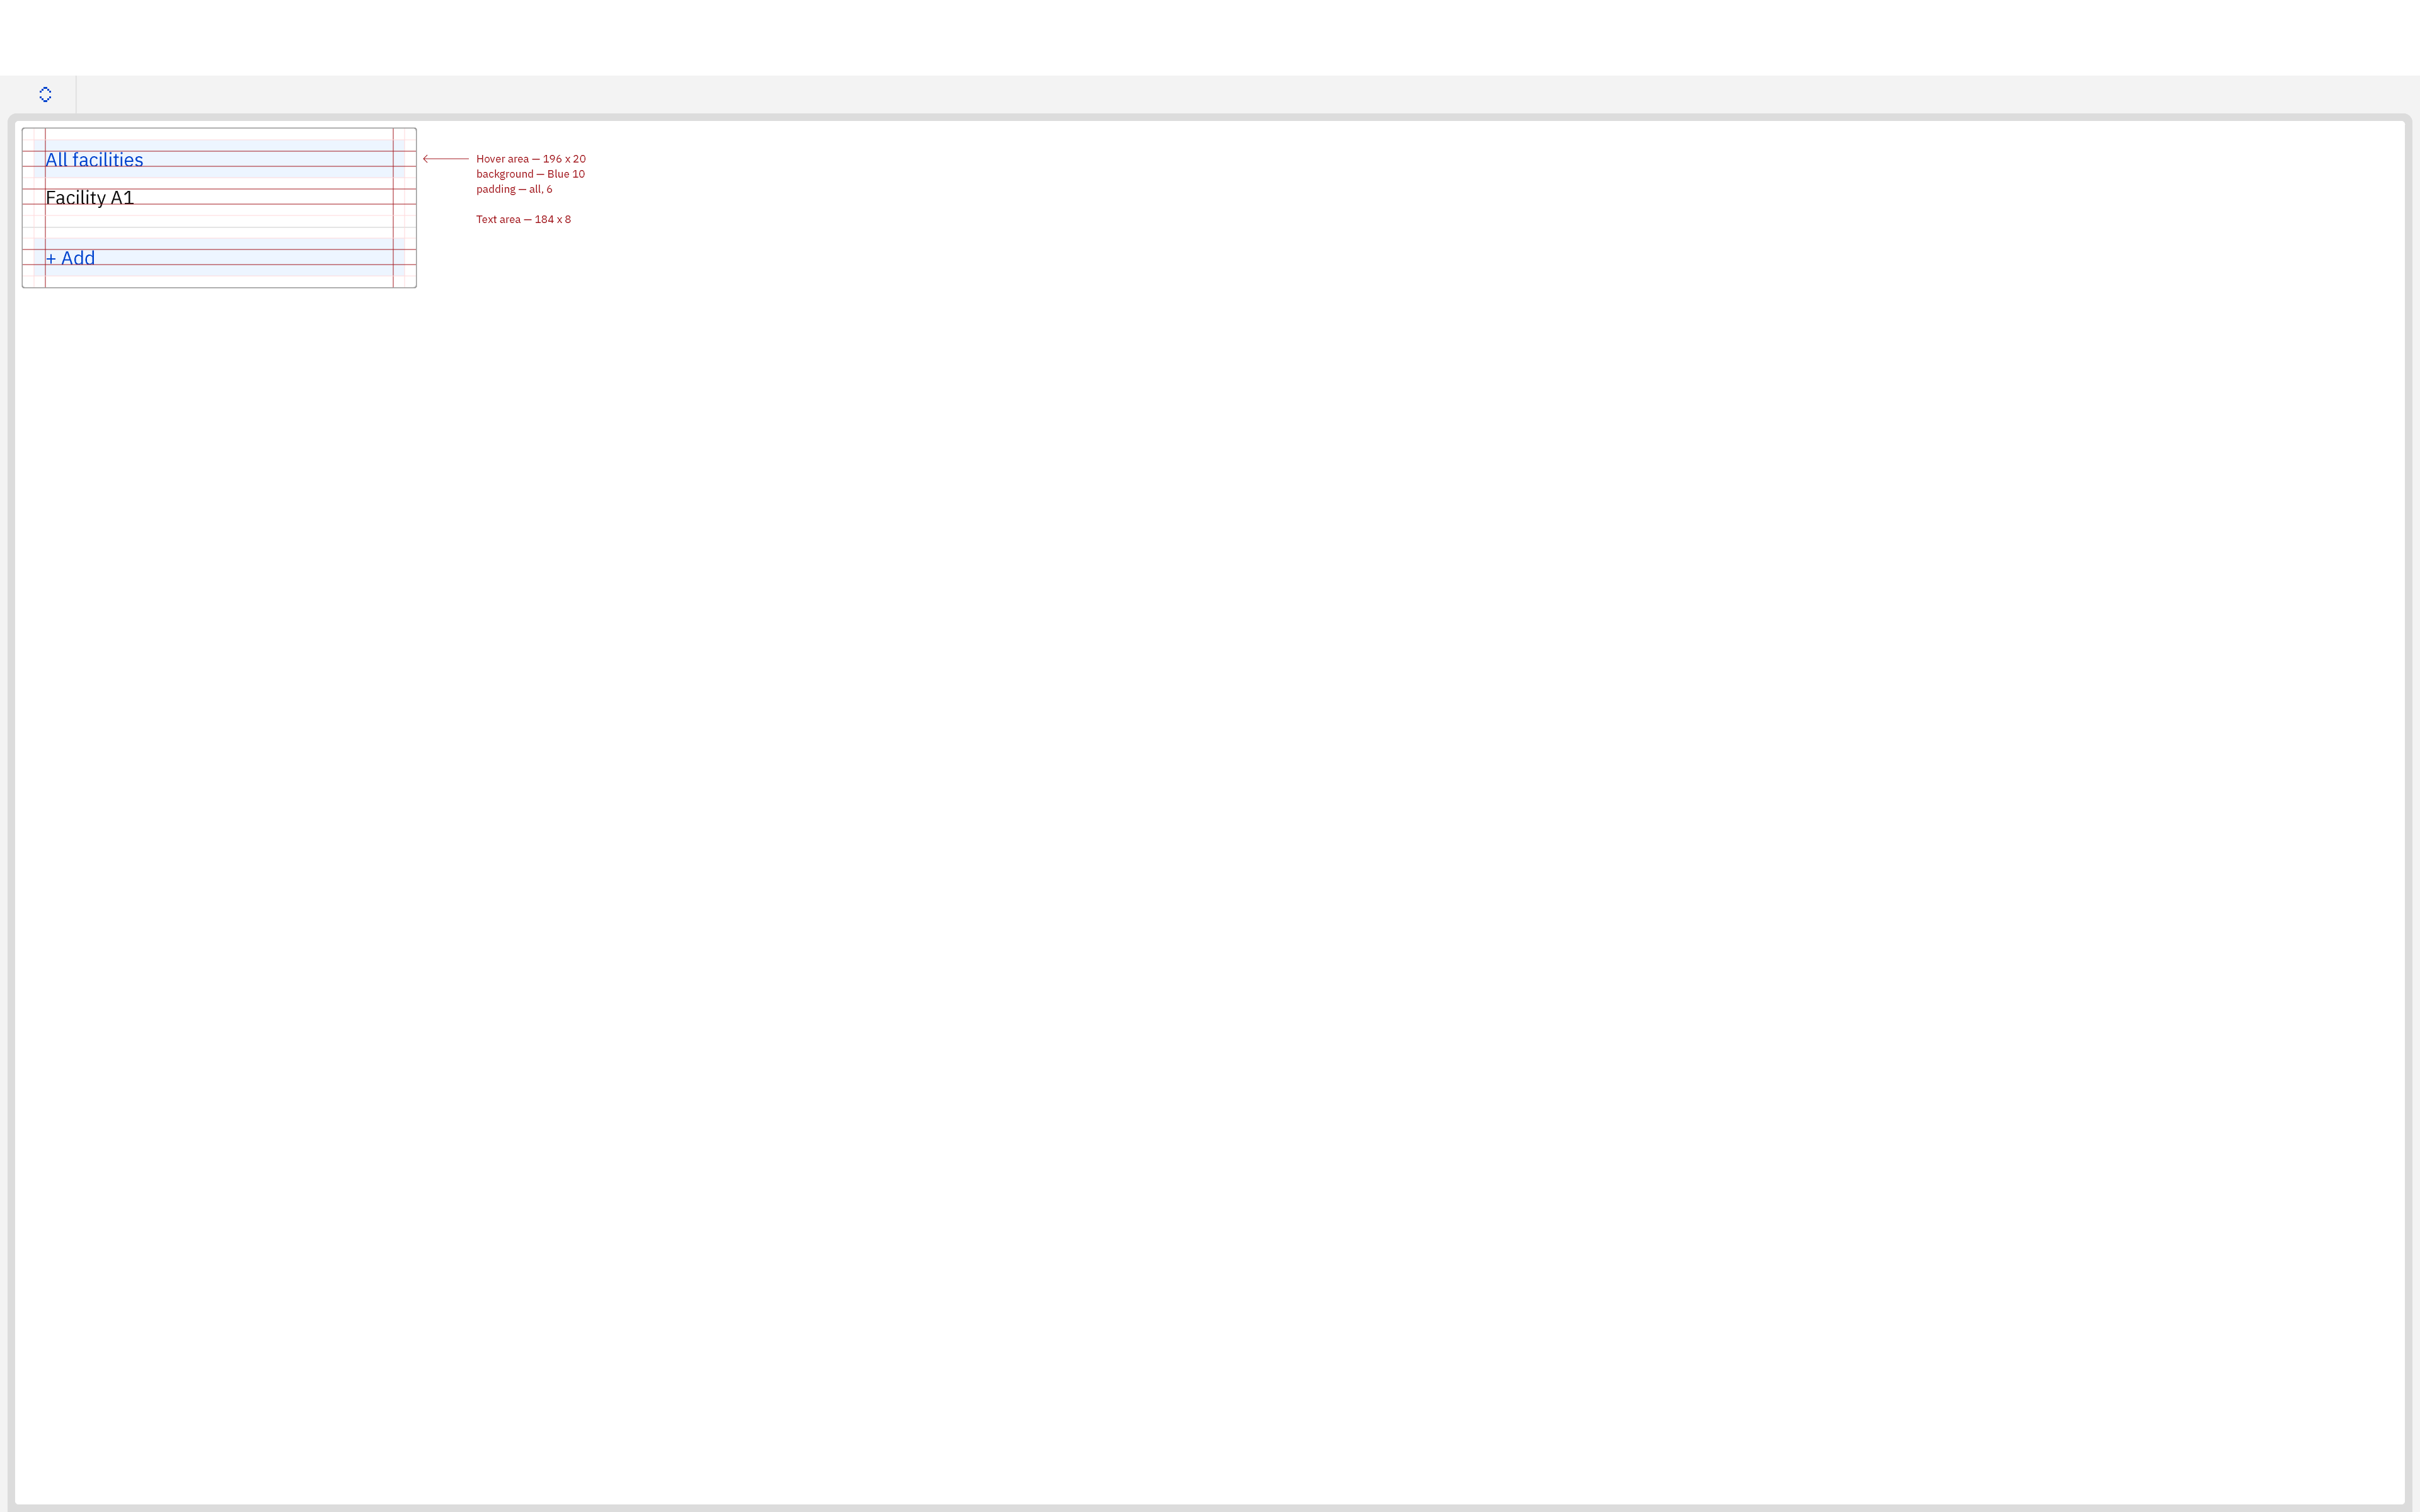 All facilities
Facility A1
+ Add
Hover area — 196 x 20
background — Blue 10
padding — all, 6
Text area — 184 x 8